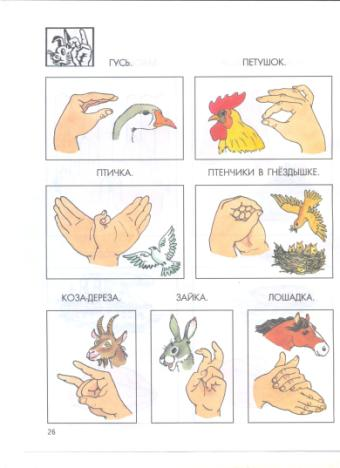 ГУСЬ.
ПЕТУШОК.
ПТИЧКА.
ПТЕНЧИКИ В ГНЁЗДЫШКЕ.
КОЗА-ДЕРЕЗА.
ЗАЙКА.
ЛОШАДКА.
26